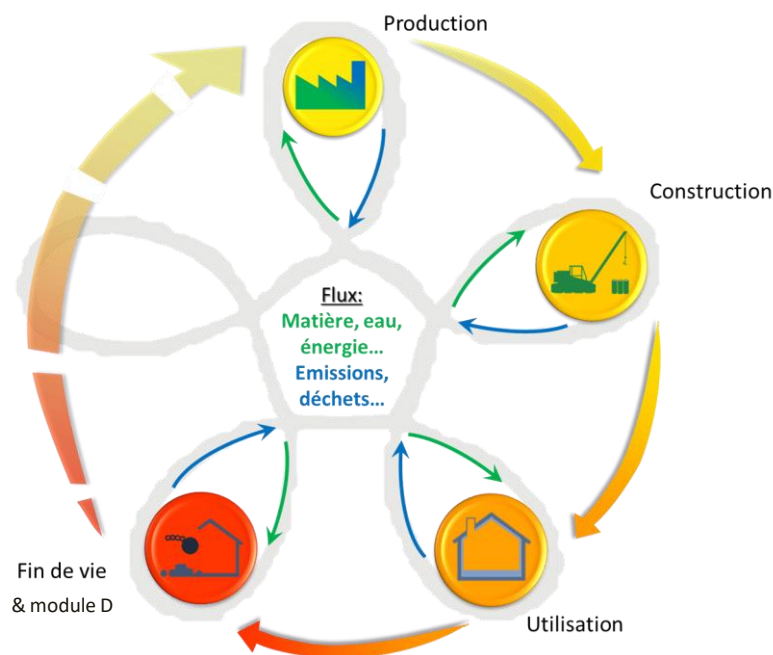 Production
Construction
Flux:
Matière, eau,
énergie...
Emissions,
déchets...
Fin de vie
& module D
Utilisation